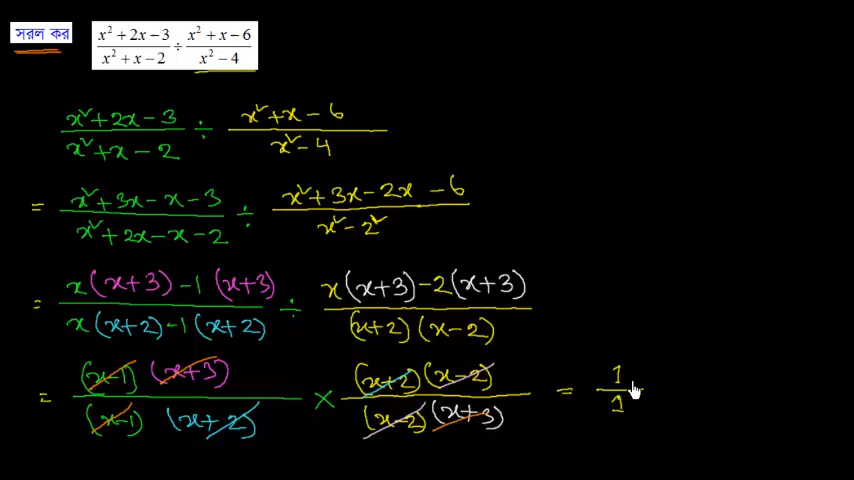 সরল কর
x² + 2x − 3 / x² + x − 2 ÷ x² + x − 6 / x² − 4
x² + 2x − 3 / x² + x − 2 ÷ x² + x − 6 / x² − 4
= x² + 3x − x − 3 / x² + 2x − x − 2 ÷ x² + 3x − 2x − 6 / x² − 2²
= x(x+3) − 1(x+3) / x(x+2) − 1(x+2) ÷ x(x+3) − 2(x+3) / (x+2)(x−2)
= (x−1)(x+3) / (x−1)(x+2) × (x+2)(x−2) / (x−2)(x+3) = 1 / 1